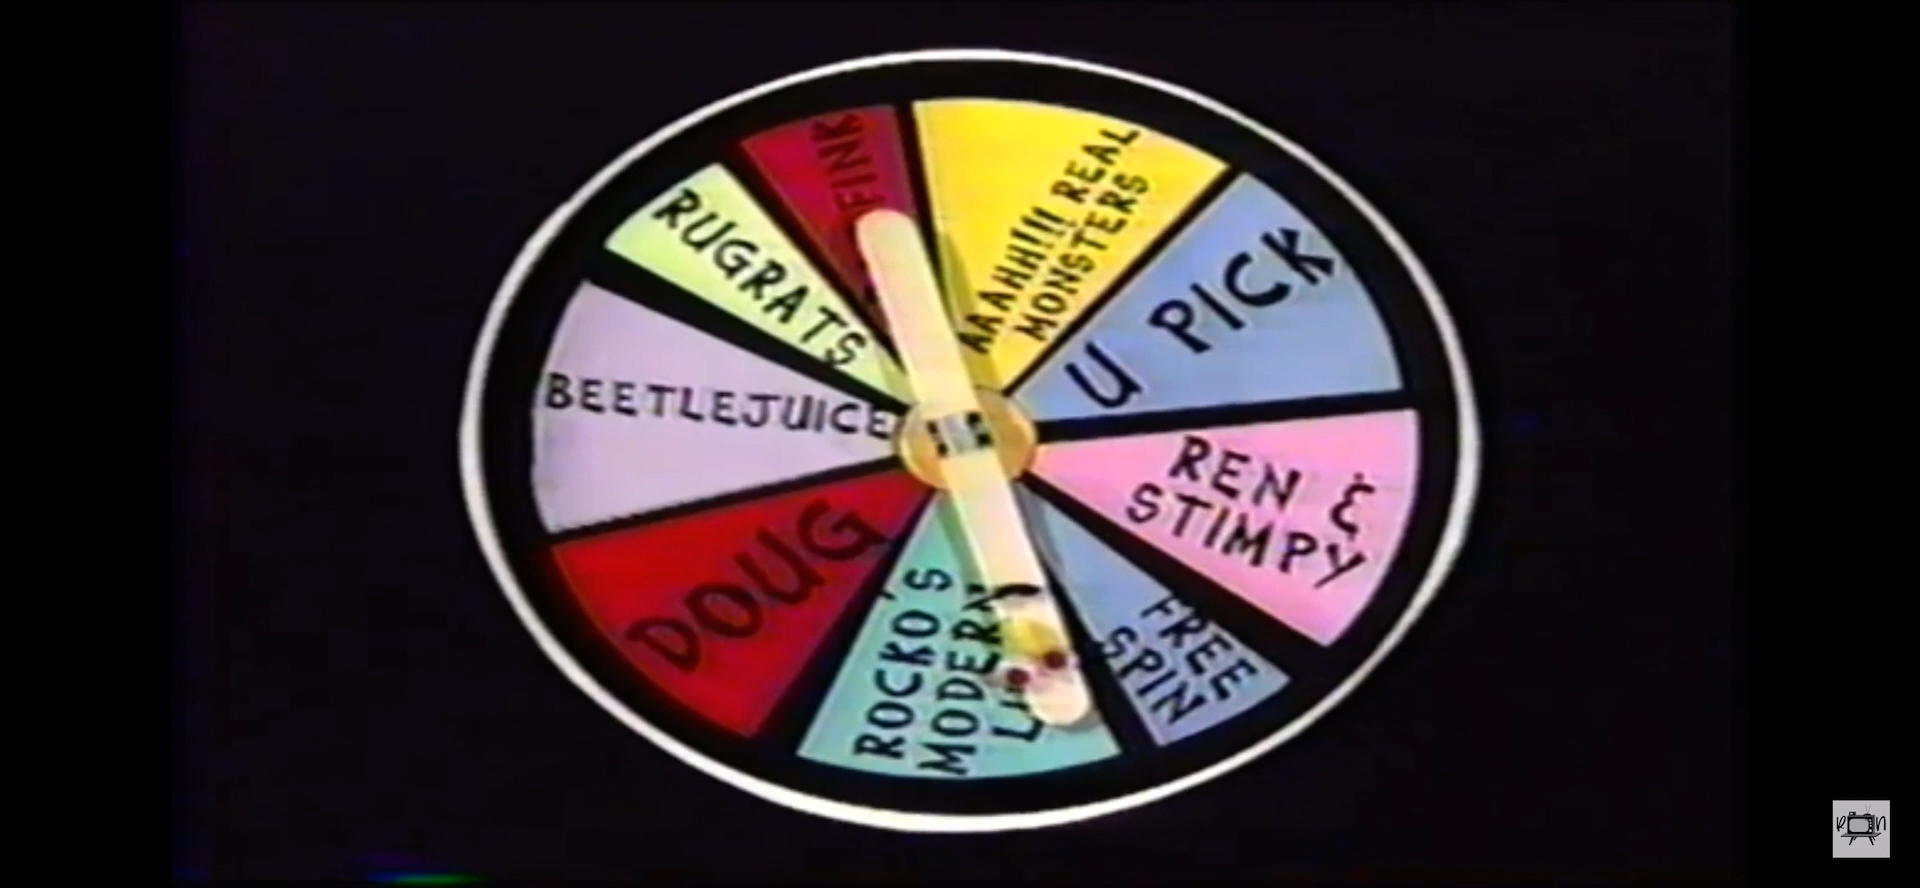 FINK
AAAHH!!! REAL
MONSTERS
U PICK
REN &
STIMPY
FREE
SPIN
ROCKO'S
MODERN
DOUG
BEETLEJUICE
RUGRATS